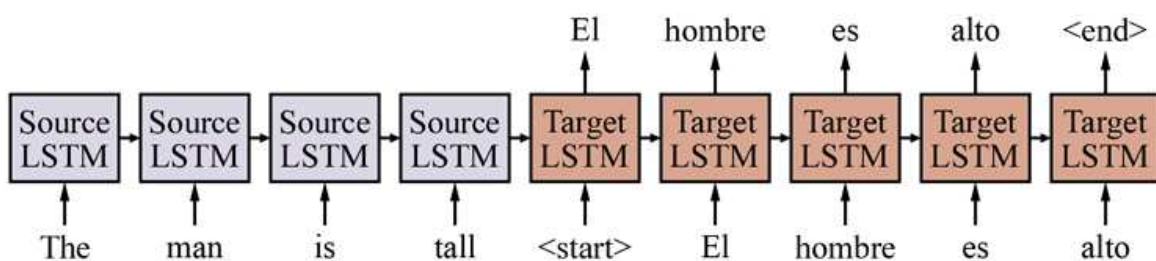 El hombre es alto <end>
Source LSTM Source LSTM Source LSTM Source LSTM Target LSTM Target LSTM Target LSTM Target LSTM Target LSTM
The man is tall <start> El hombre es alto